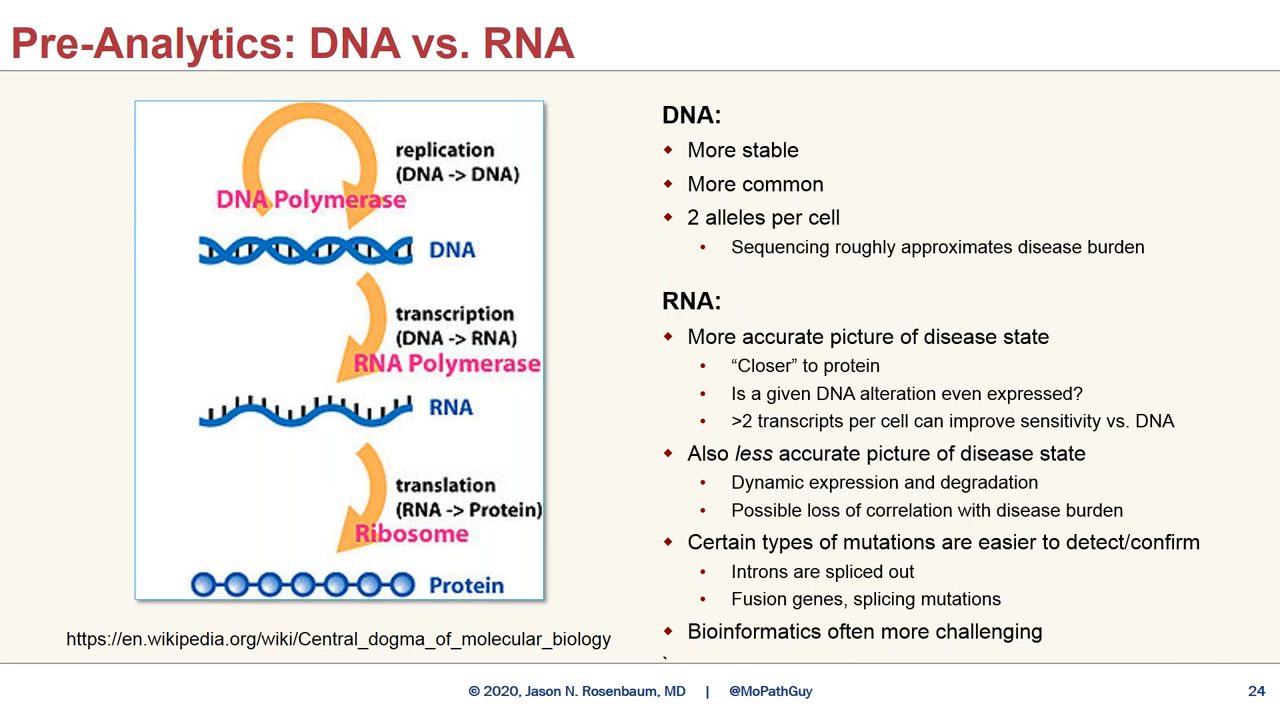 Pre-Analytics: DNA vs. RNA
replication
(DNA -> DNA)
DNA Polymerase
DNA
transcription
(DNA -> RNA)
RNA Polymerase
RNA
translation
(RNA -> Protein)
Ribosome
Protein
https://en.wikipedia.org/wiki/Central_dogma_of_molecular_biology
DNA:
More stable
More common
2 alleles per cell
Sequencing roughly approximates disease burden
RNA:
More accurate picture of disease state
“Closer” to protein
Is a given DNA alteration even expressed?
>2 transcripts per cell can improve sensitivity vs. DNA
Also less accurate picture of disease state
Dynamic expression and degradation
Possible loss of correlation with disease burden
Certain types of mutations are easier to detect/confirm
Introns are spliced out
Fusion genes, splicing mutations
Bioinformatics often more challenging
`
© 2020, Jason N. Rosenbaum, MD | @MoPathGuy
24